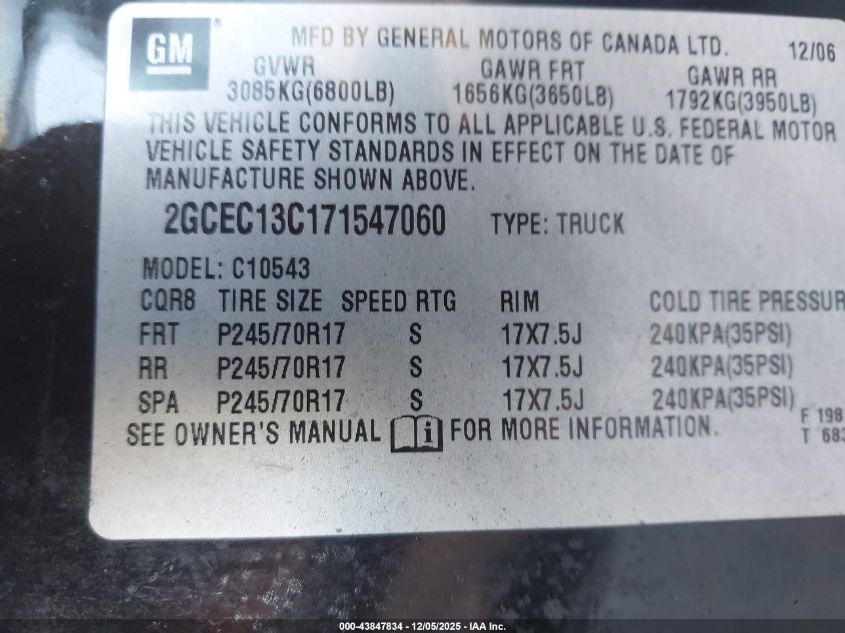 GM
MFD BY GENERAL MOTORS OF CANADA LTD. 12/06
GVWR GAWR FRT GAWR RR
3085KG(6800LB) 1656KG(3650LB) 1792KG(3950LB)
THIS VEHICLE CONFORMS TO ALL APPLICABLE U.S. FEDERAL MOTOR
VEHICLE SAFETY STANDARDS IN EFFECT ON THE DATE OF
MANUFACTURE SHOWN ABOVE.
2GCEC13C171547060 TYPE: TRUCK
MODEL: C10543
CQR8 TIRE SIZE SPEED RTG RIM COLD TIRE PRESSUR
FRT P245/70R17 S 17X7.5J 240KPA(35PSI)
RR P245/70R17 S 17X7.5J 240KPA(35PSI)
SPA P245/70R17 S 17X7.5J 240KPA(35PSI)
F 198
SEE OWNER'S MANUAL i FOR MORE INFORMATION.
T 683
000-43847834 - 12/05/2025 - IAA Inc.